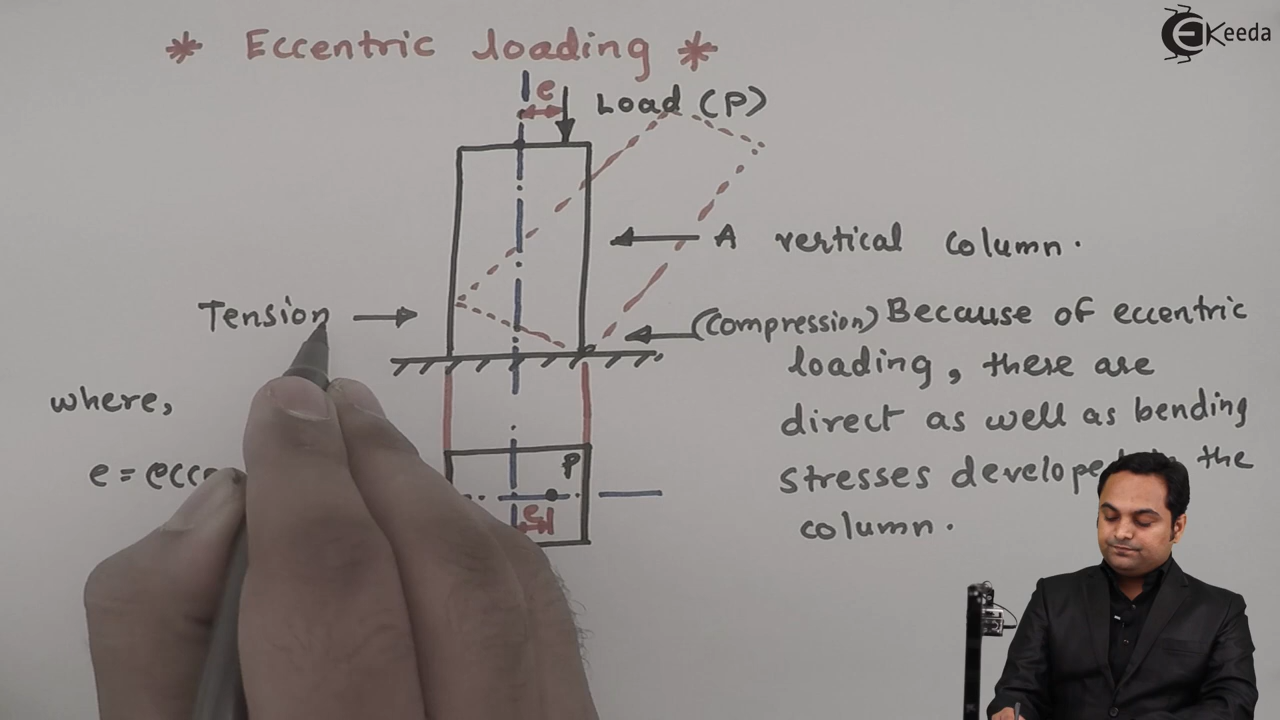 * Eccentric loading *
eKeeda
e
Load (P)
A vertical column.
Tension
(compression) Because of eccentric
loading, there are
direct as well as bending
where,
P
stresses developed the
e =
e
column.